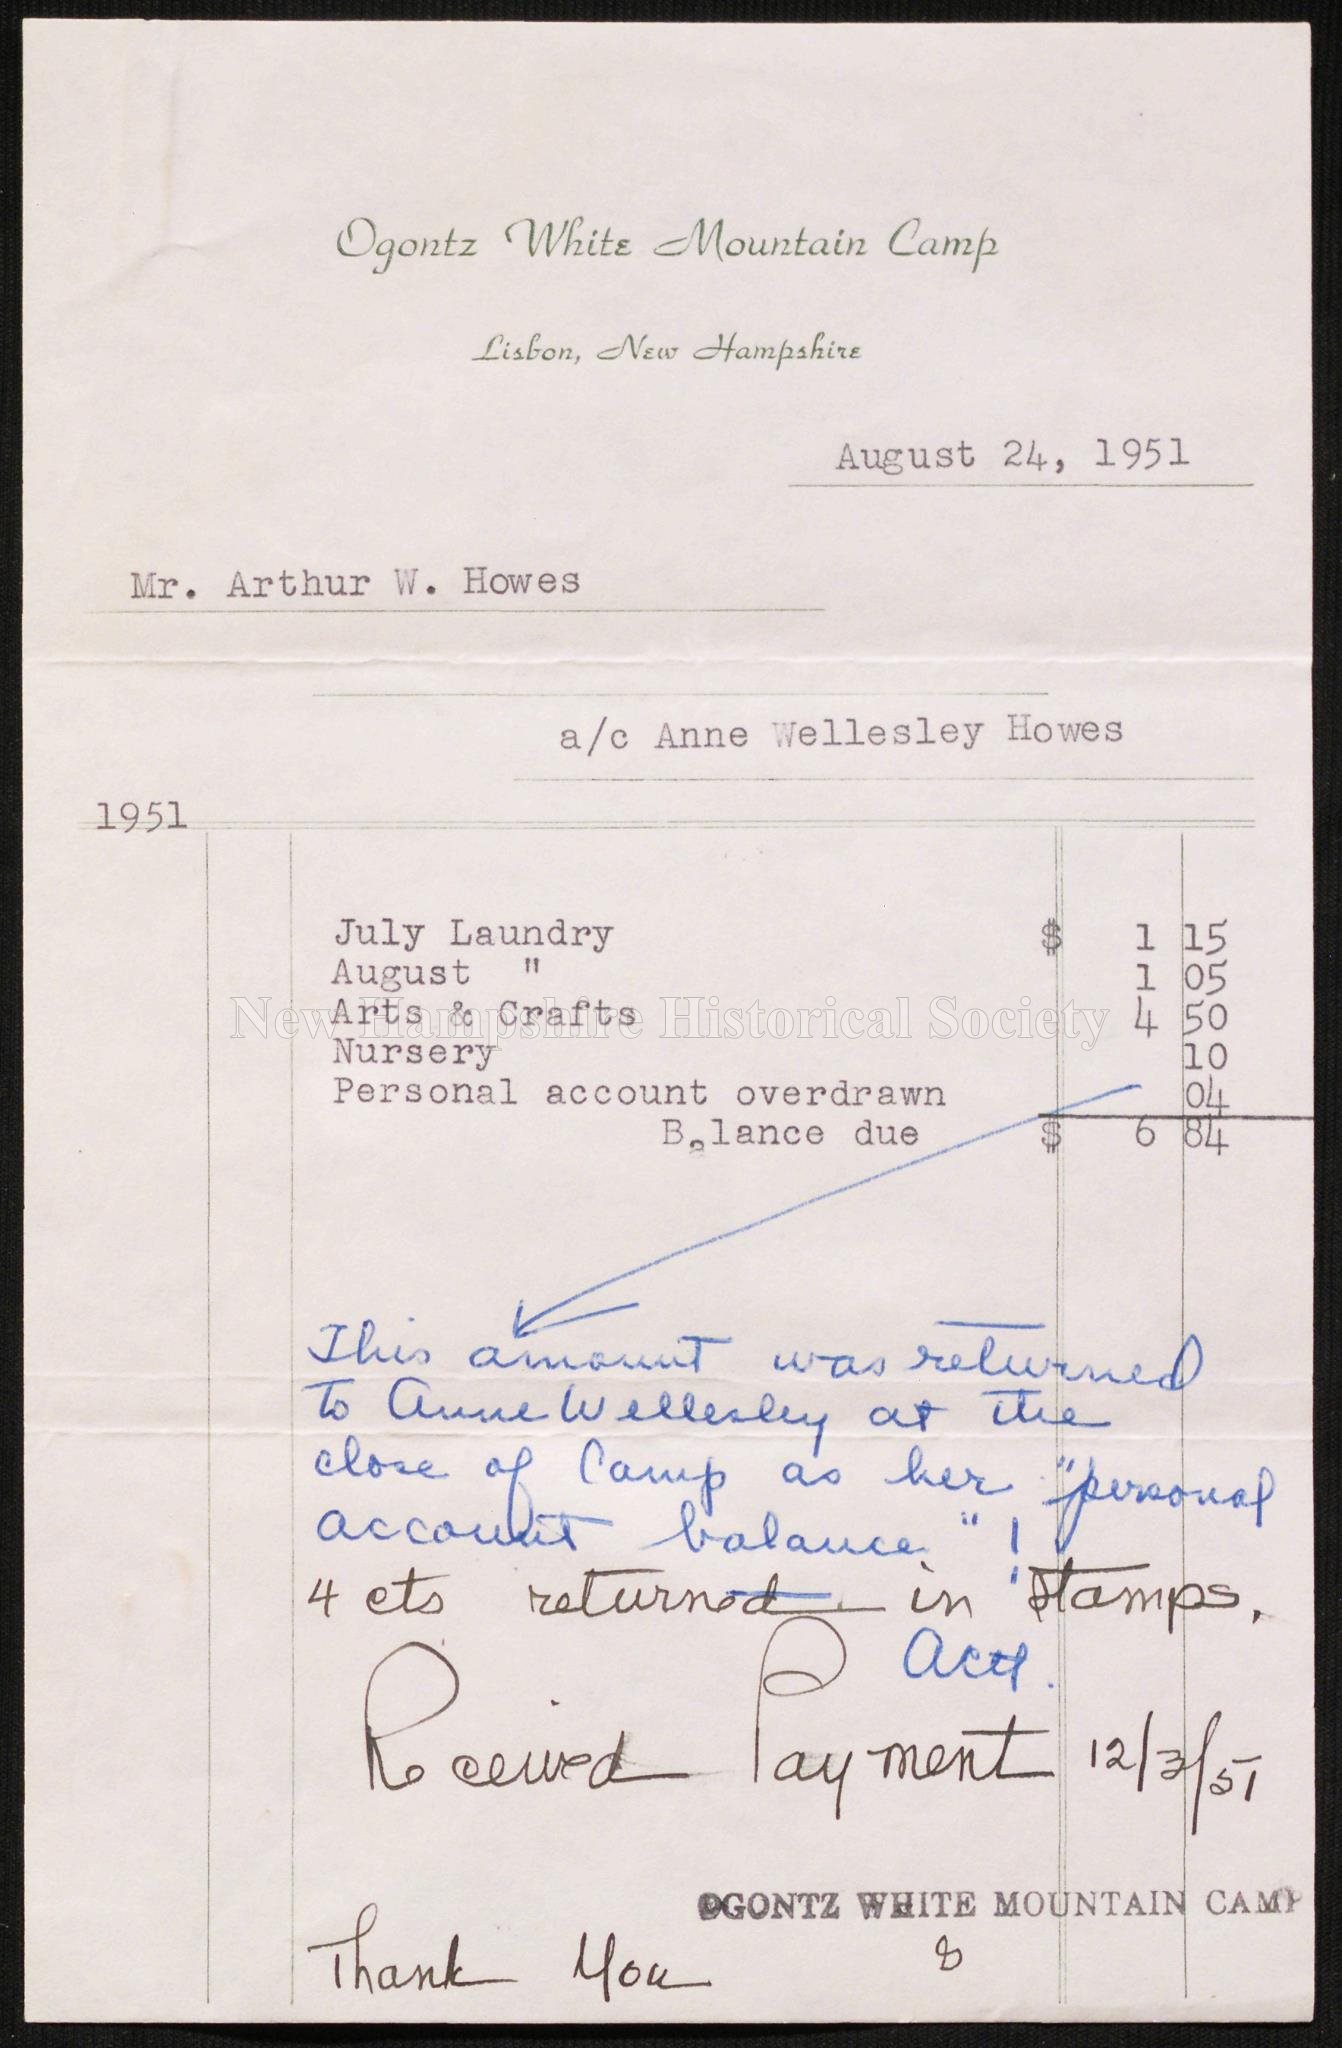 Ogontz White Mountain Camp
Lisbon, New Hampshire
August 24, 1951
Mr. Arthur W. Howes
a/c Anne Wellesley Howes
1951
July Laundry $ 1 15
August " 1 05
Arts & Crafts 4 50
New Hampshire Historical Society
Nursery 10
Personal account overdrawn 04
Balance due $ 6 84
This amount was returned
to Anne Wellesley at the
close of Camp as her "personal
account balance"!
4 cts returned in stamps.
Received Payment 12/3/51
OGONTZ WHITE MOUNTAIN CAMP
Thank You 8